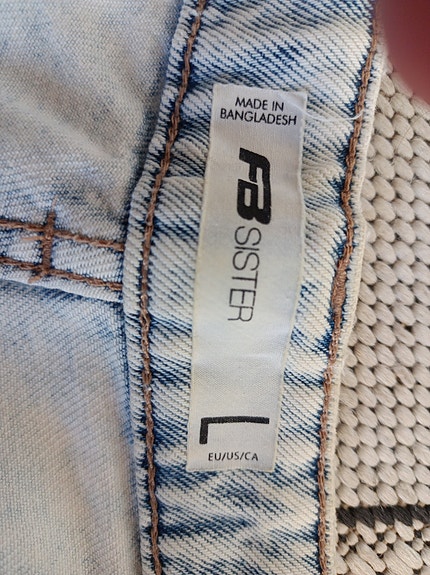 MADE IN
BANGLADESH
FB SISTER
L
EU/US/CA